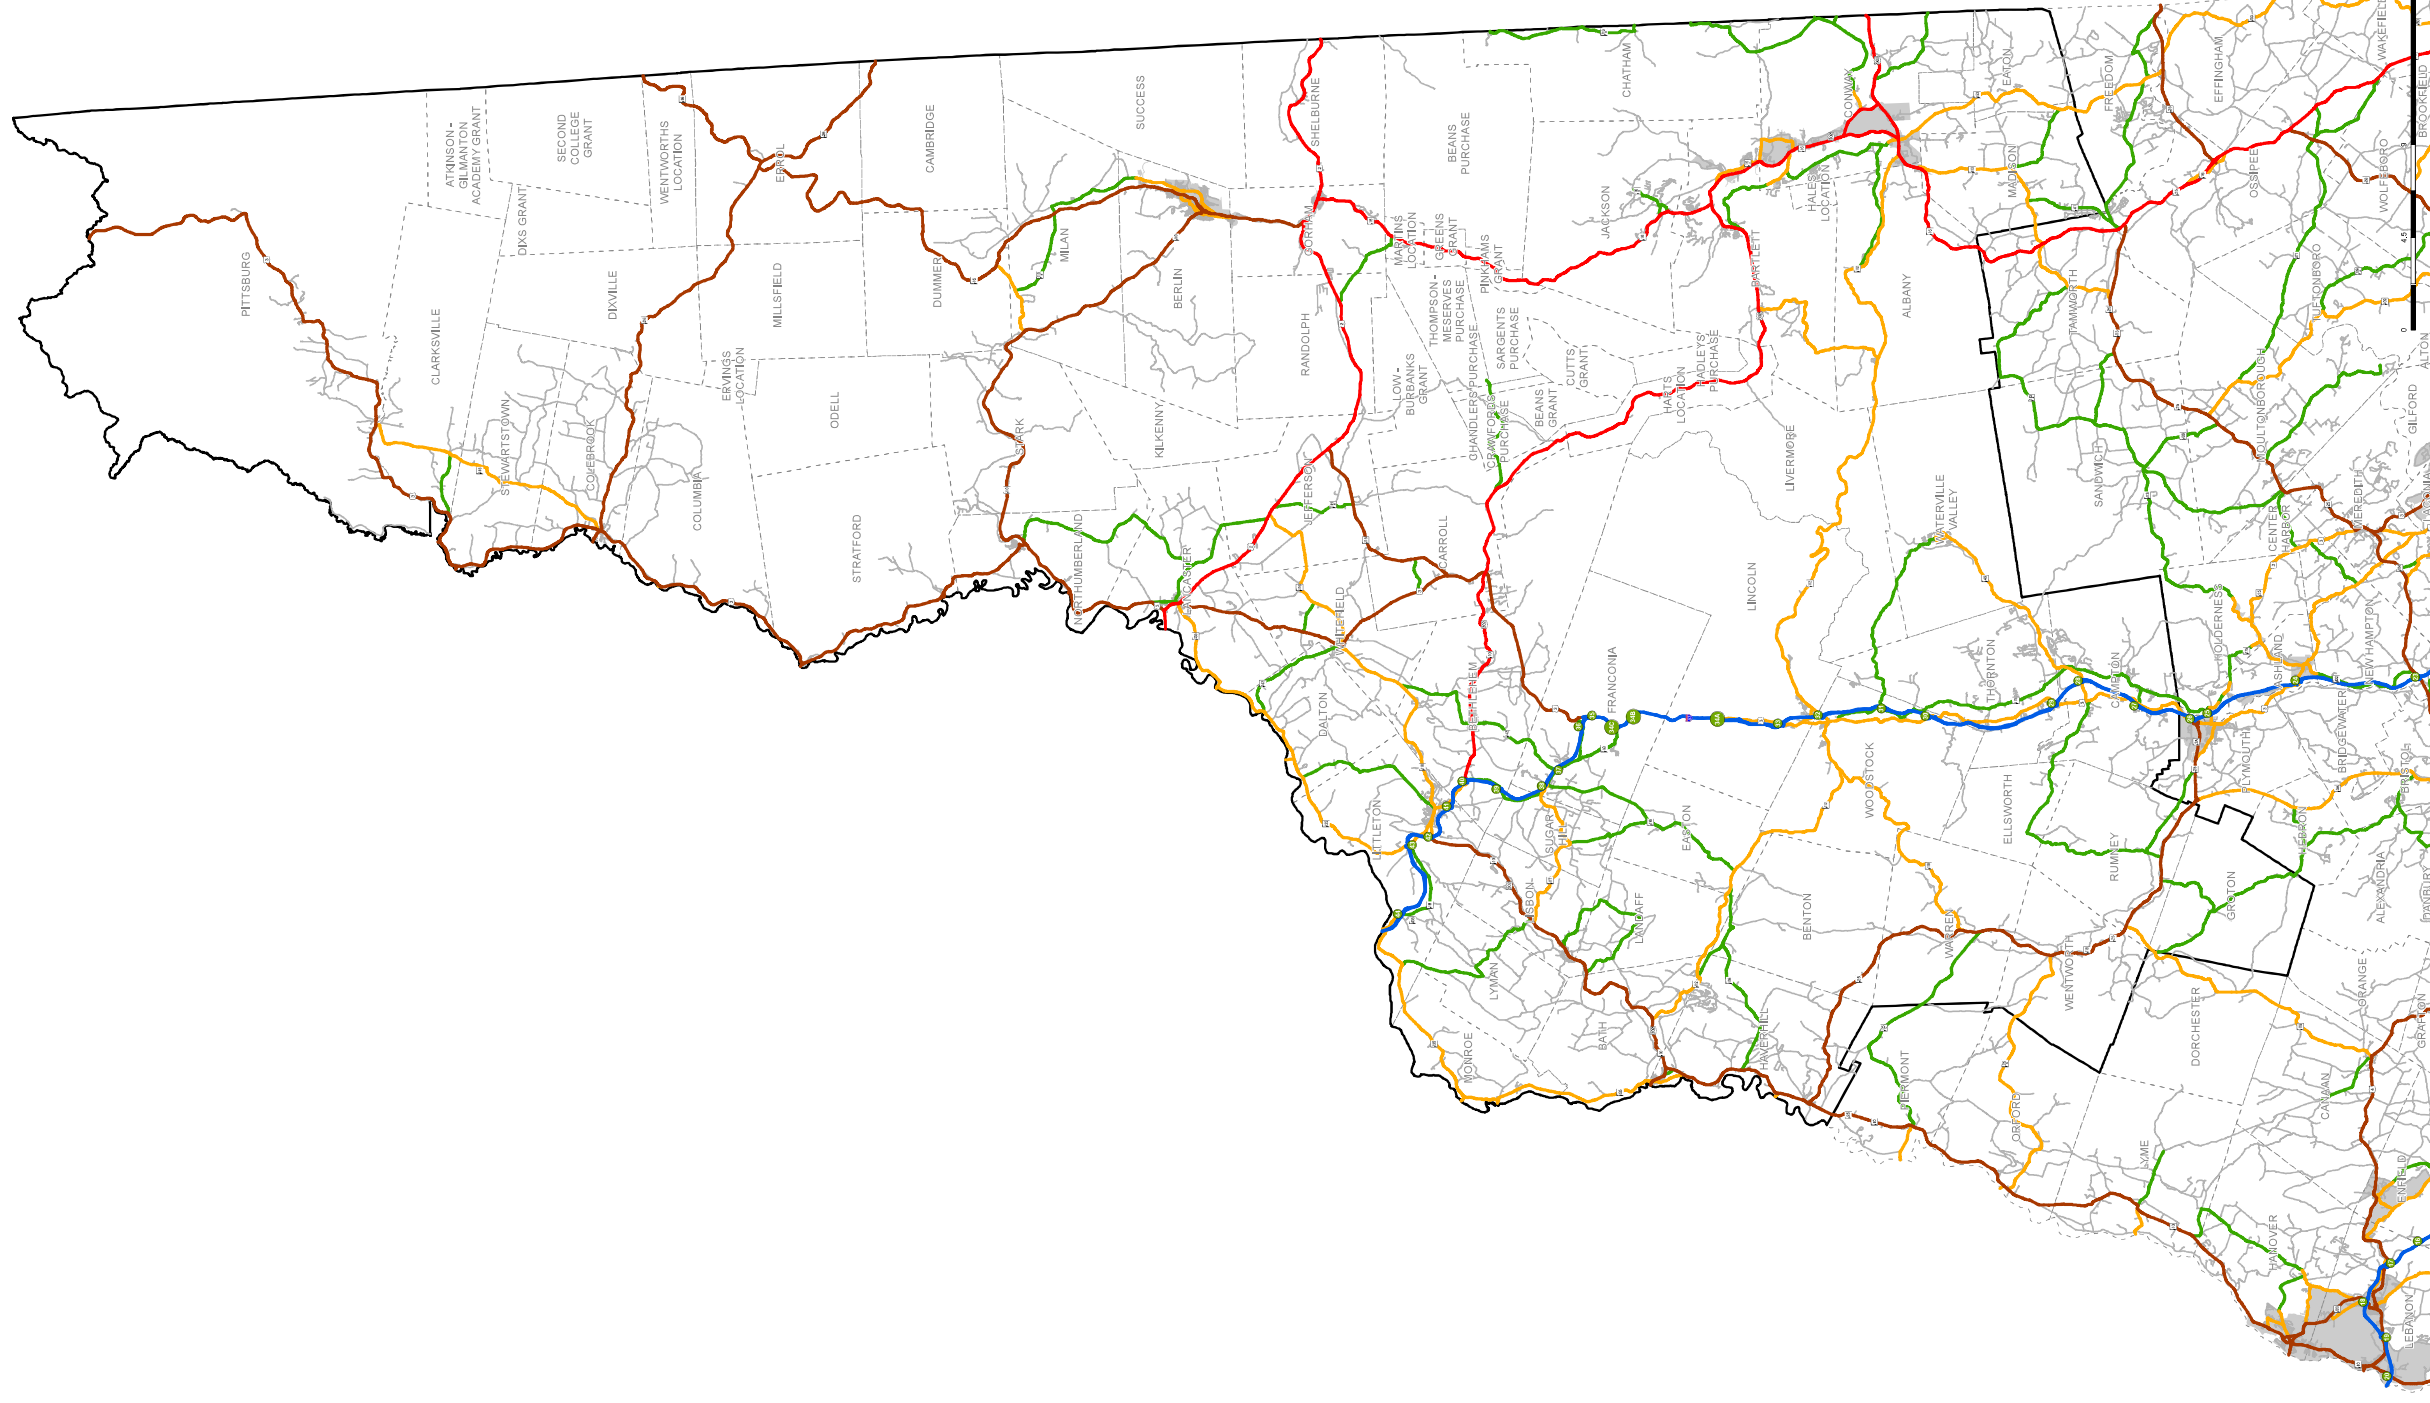 PITTSBURG
ATKINSON -
GILMANTON
ACADEMY GRANT
SECOND
COLLEGE
GRANT
WENTWORTHS
LOCATION
DIXS GRANT
CLARKSVILLE
STEWARTSTOWN
COLEBROOK
DIXVILLE
ERROL
CAMBRIDGE
MILLSFIELD
ERVINGS
LOCATION
COLUMBIA
ODELL
DUMMER
STRATFORD
STARK
MILAN
SUCCESS
BERLIN
KILKENNY
NORTHUMBERLAND
LANCASTER
SHELBURNE
GORHAM
RANDOLPH
JEFFERSON
WHITEFIELD
DALTON
MARTINS
LOCATION
GREENS
GRANT
PINKHAMS
GRANT
BEANS
PURCHASE
THOMPSON -
MESERVES
PURCHASE
LOW -
BURBANKS
GRANT
CHANDLERS PURCHASE
SARGENTS
PURCHASE
CRAWFORDS
PURCHASE
CUTTS
GRANT
BEANS
GRANT
HADLEYS
PURCHASE
HARTS
LOCATION
CARROLL
BETHLEHEM
LITTLETON
FRANCONIA
SUGAR
HILL
LISBON
LYMAN
MONROE
BATH
LANDAFF
EASTON
LINCOLN
LIVERMORE
WOODSTOCK
BENTON
HAVERHILL
CHATHAM
JACKSON
BARTLETT
HALES
LOCATION
CONWAY
ALBANY
EATON
MADISON
FREEDOM
EFFINGHAM
WAKEFIELD
BROOKFIELD
OSSIPEE
WOLFEBORO
TAMWORTH
TUFTONBORO
MOULTONBOROUGH
SANDWICH
WATERVILLE
VALLEY
THORNTON
CAMPTON
ELLSWORTH
RUMNEY
WARREN
WENTWORTH
PIERMONT
ORFORD
LYME
DORCHESTER
GROTON
HEBRON
PLYMOUTH
HOLDERNESS
ASHLAND
CENTER
HARBOR
MEREDITH
NEW HAMPTON
BRIDGEWATER
BRISTOL
ALEXANDRIA
DANBURY
ORANGE
GRAFTON
CANAAN
ENFIELD
HANOVER
LEBANON
GILFORD
ALTON
LACONIA
0
4.5
9